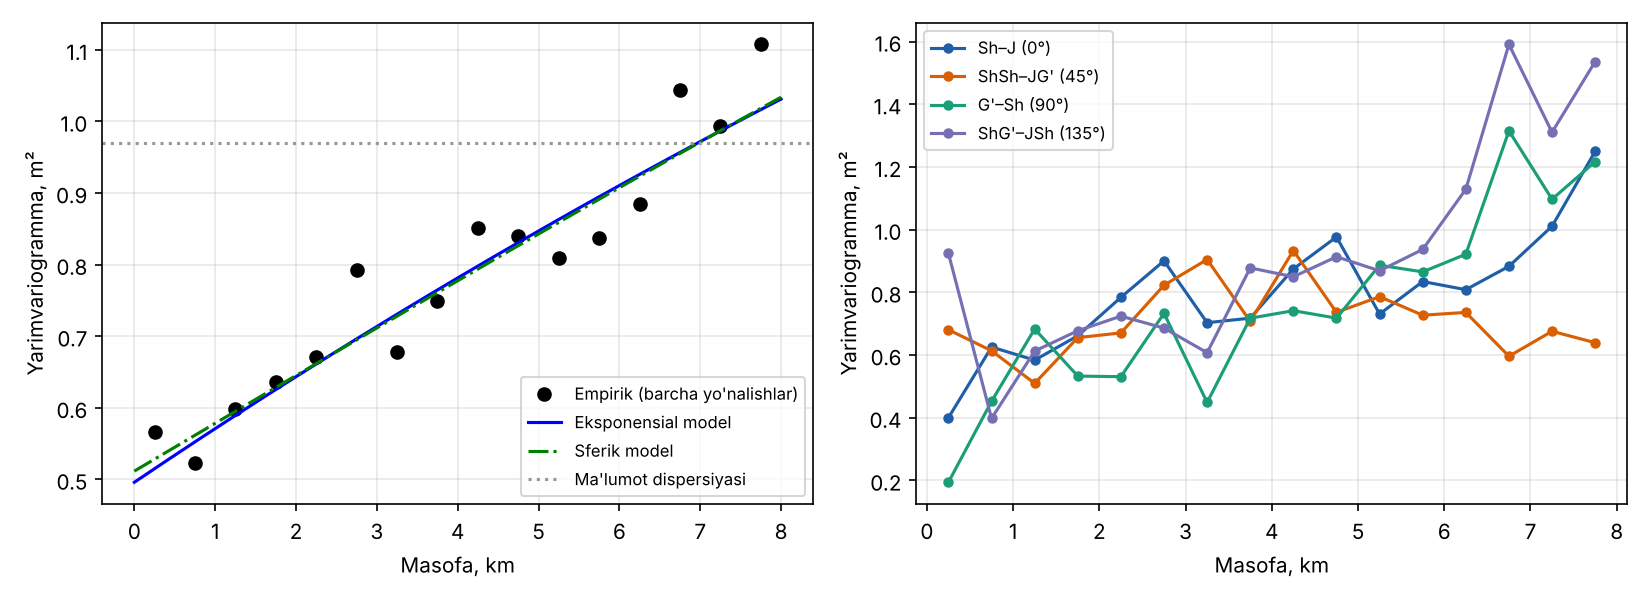 Yarimvariogramma, m²
1.1
1.0
0.9
0.8
0.7
0.6
0.5
0 1 2 3 4 5 6 7 8
Masofa, km
Empirik (barcha yo'nalishlar)
Eksponensial model
Sferik model
Ma'lumot dispersiyasi
Yarimvariogramma, m²
1.6
1.4
1.2
1.0
0.8
0.6
0.4
0.2
0 1 2 3 4 5 6 7 8
Masofa, km
Sh–J (0°)
ShSh–JG' (45°)
G'–Sh (90°)
ShG'–JSh (135°)